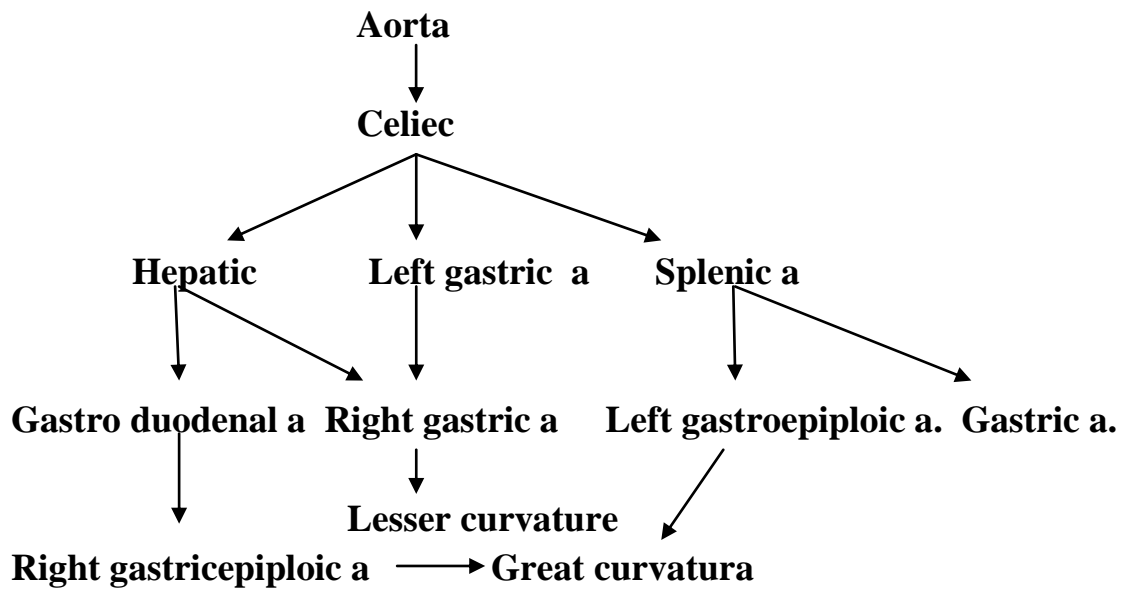 Aorta
Celiec
Hepatic Left gastric a Splenic a
Gastro duodenal a Right gastric a Left gastroepiploic a. Gastric a.
Lesser curvature
Right gastricepiploic a Great curvatura